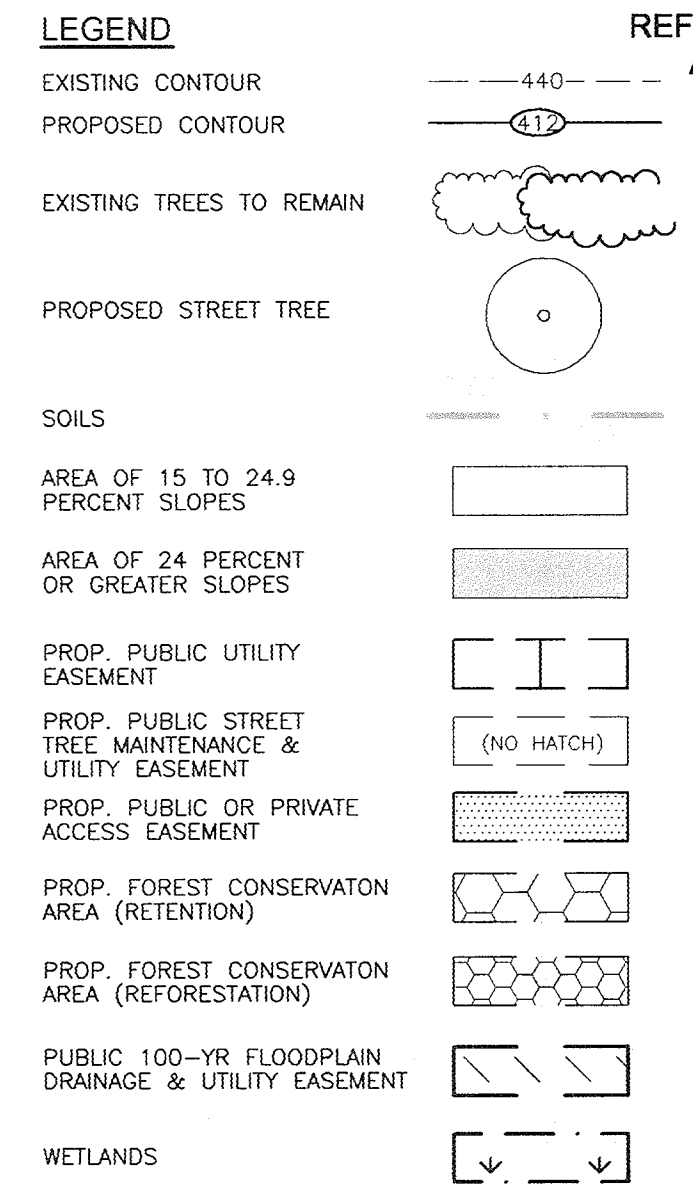 LEGEND
REF
EXISTING CONTOUR
440
PROPOSED CONTOUR
412
EXISTING TREES TO REMAIN
PROPOSED STREET TREE
SOILS
AREA OF 15 TO 24.9
PERCENT SLOPES
AREA OF 24 PERCENT
OR GREATER SLOPES
PROP. PUBLIC UTILITY
EASEMENT
PROP. PUBLIC STREET
TREE MAINTENANCE &
UTILITY EASEMENT
(NO HATCH)
PROP. PUBLIC OR PRIVATE
ACCESS EASEMENT
PROP. FOREST CONSERVATON
AREA (RETENTION)
PROP. FOREST CONSERVATON
AREA (REFORESTATION)
PUBLIC 100-YR FLOODPLAIN
DRAINAGE & UTILITY EASEMENT
WETLANDS